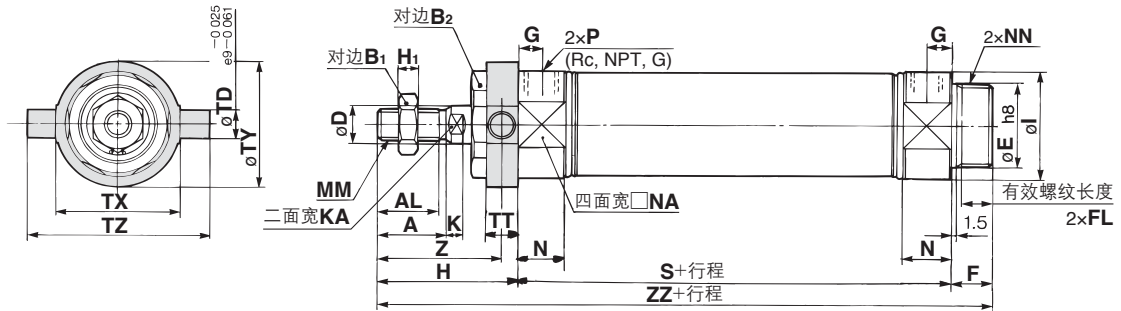 -0.025
e9-0.061
øTD
øTY
TX
TZ
对边B₂
对边B₁
H₁
øD
MM
二面宽KA
AL
A
K
Z
H
TT
G
2×P
(Rc, NPT, G)
四面宽□NA
N
S+行程
ZZ+行程
G
2×NN
øE h8
øI
有效螺纹长度
2×FL
1.5
N
F